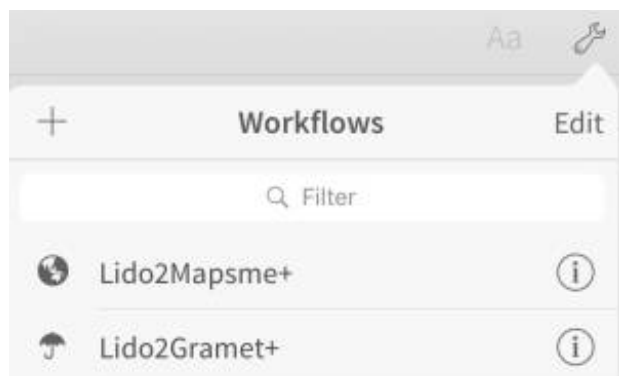 Aa
Workflows Edit
Filter
Lido2Mapsme+
Lido2Gramet+